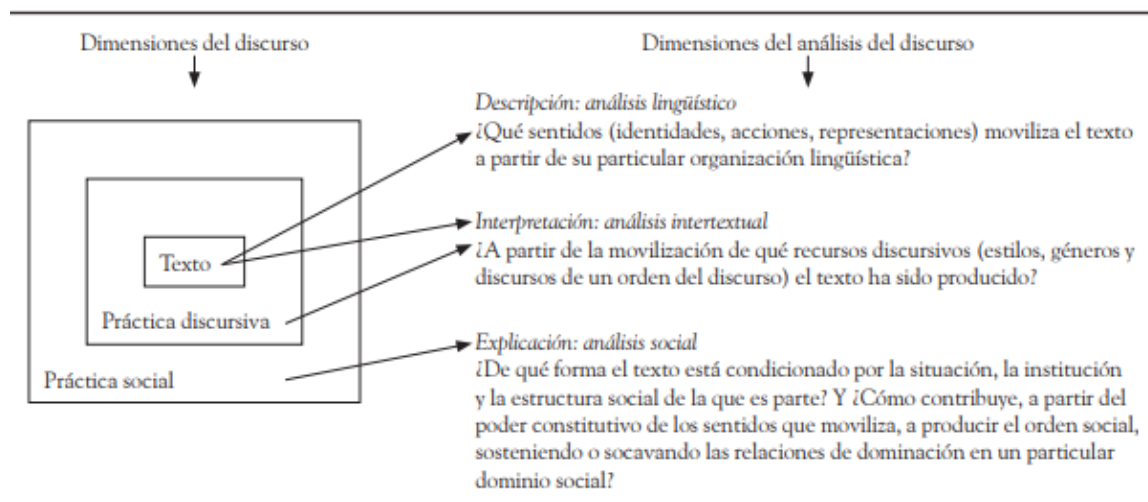 Dimensiones del discurso
Dimensiones del análisis del discurso
Descripción: análisis lingüístico
¿Qué sentidos (identidades, acciones, representaciones) moviliza el texto
a partir de su particular organización lingüística?
Interpretación: análisis intertextual
¿A partir de la movilización de qué recursos discursivos (estilos, géneros y
discursos de un orden del discurso) el texto ha sido producido?
Texto
Práctica discursiva
Práctica social
Explicación: análisis social
¿De qué forma el texto está condicionado por la situación, la institución
y la estructura social de la que es parte? Y ¿Cómo contribuye, a partir del
poder constitutivo de los sentidos que moviliza, a producir el orden social,
sosteniendo o socavando las relaciones de dominación en un particular
dominio social?